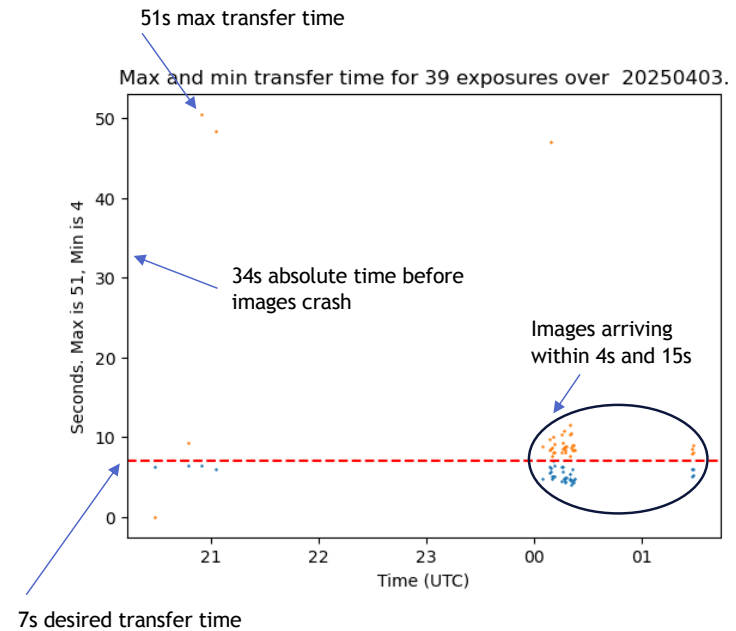 51s max transfer time
Max and min transfer time for 39 exposures over  20250403.
50
40
30
20
10
0
Seconds. Max is 51, Min is 4
34s absolute time before
images crash
Images arriving
within 4s and 15s
21
22
23
00
01
Time (UTC)
7s desired transfer time